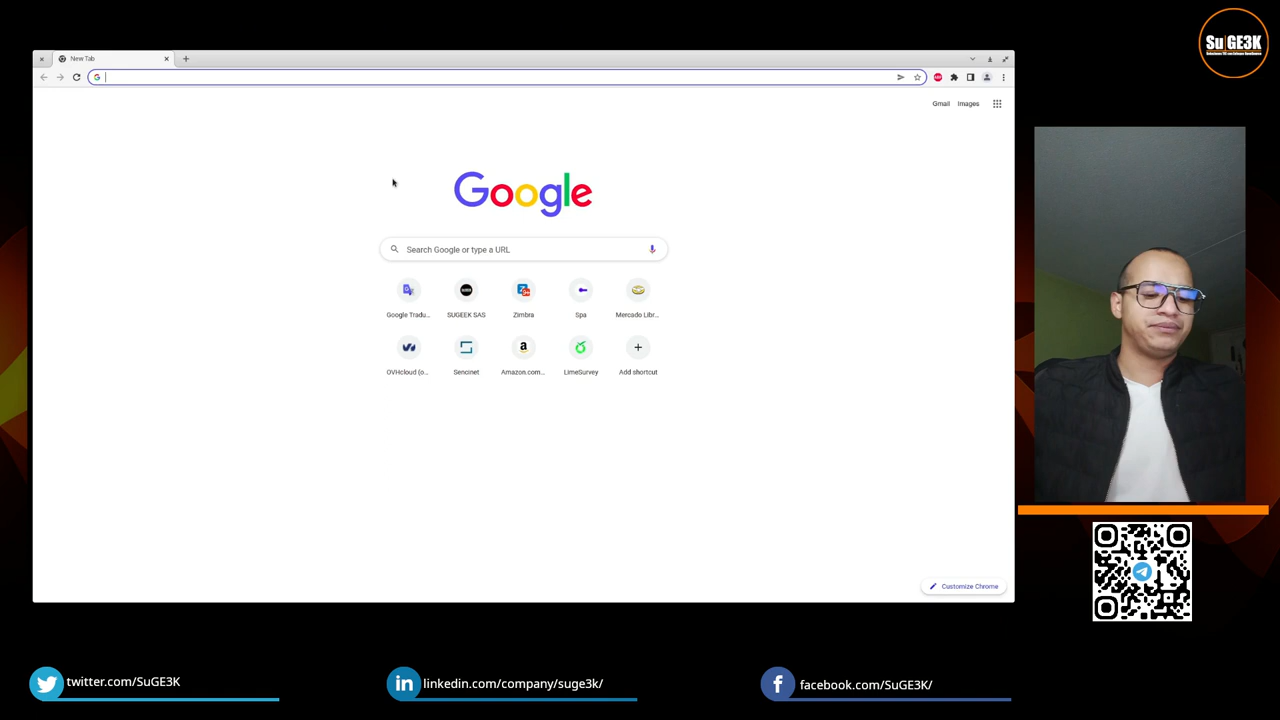 SuGE3K
New Tab
Gmail Images
Google
Search Google or type a URL
Google Tradu...
SUGEEK SAS
Zimbra
Spa
Mercado Libr...
OVHcloud (o...
Sencinet
Amazon.com...
LimeSurvey
Add shortcut
Customize Chrome
twitter.com/SuGE3K
linkedin.com/company/suge3k/
facebook.com/SuGE3K/